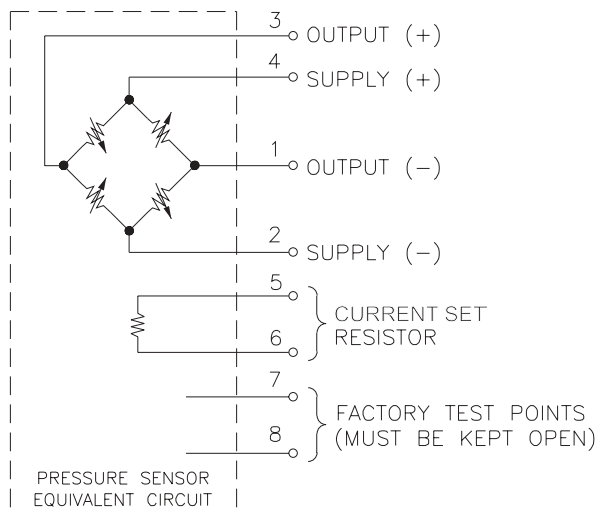 3
OUTPUT (+)
4
SUPPLY (+)
1
OUTPUT (-)
2
SUPPLY (-)
5
CURRENT SET
RESISTOR
6
7
FACTORY TEST POINTS
(MUST BE KEPT OPEN)
8
PRESSURE SENSOR
EQUIVALENT CIRCUIT